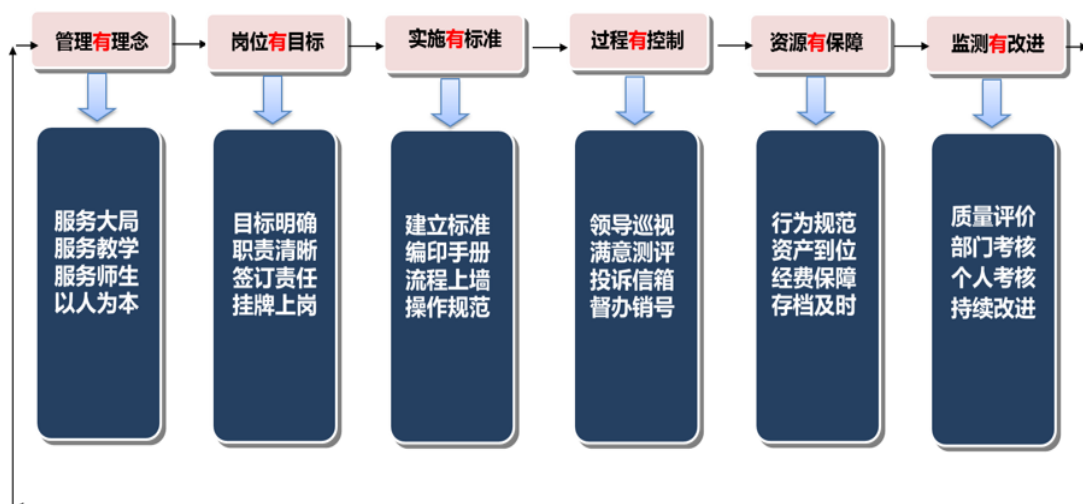 管理有理念
岗位有目标
实施有标准
过程有控制
资源有保障
监测有改进
服务大局
服务教学
服务师生
以人为本
目标明确
职责清晰
签订责任
挂牌上岗
建立标准
编印手册
流程上墙
操作规范
领导巡视
满意测评
投诉信箱
督办销号
行为规范
资产到位
经费保障
存档及时
质量评价
部门考核
个人考核
持续改进